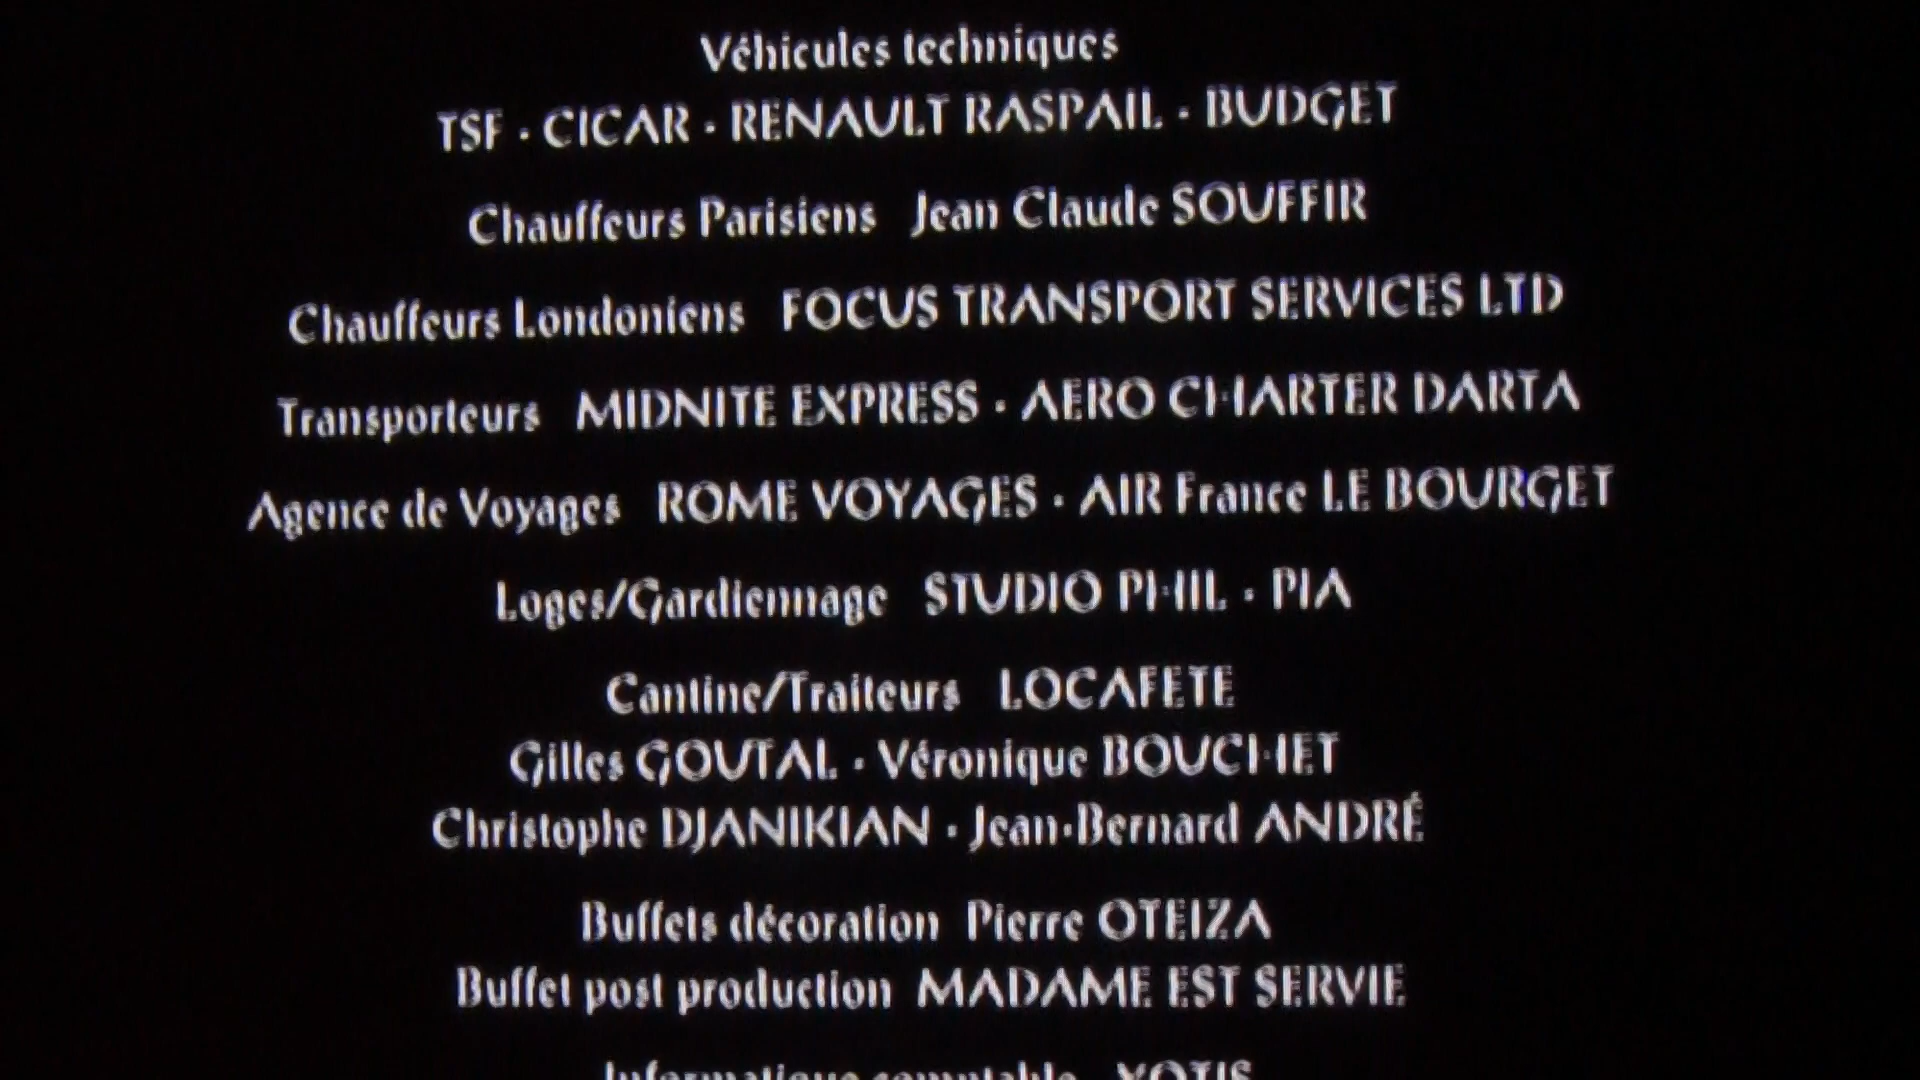 Véhicules techniques
TSF • CICAR • RENAULT RASPAIL • BUDGET
Chauffeurs Parisiens Jean Claude SOUFFIR
Chauffeurs Londoniens FOCUS TRANSPORT SERVICES LTD
Transporteurs MIDNITE EXPRESS • AERO CHARTER DARTA
Agence de Voyages ROME VOYAGES • AIR France LE BOURGET
Loges/Gardiennage STUDIO PHIL • PIA
Cantine/Traiteurs LOCAFETE
Gilles GOUTAL • Véronique BOUCHET
Christophe DJANIKIAN • Jean-Bernard ANDRÉ
Buffets décoration Pierre OTEIZA
Buffet post production MADAME EST SERVIE
Informatique comptable